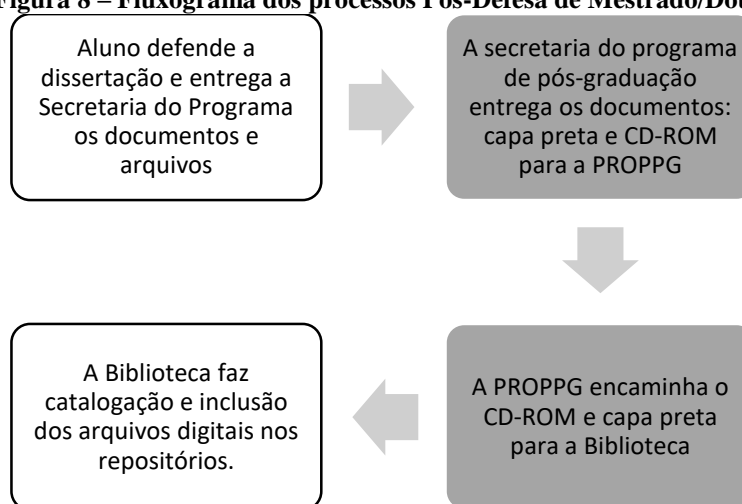 Figura 8 – Fluxograma dos processos Pós-Defesa de Mestrado/
Aluno defende a
dissertação e entrega a
Secretaria do Programa
os documentos e
arquivos
A secretaria do programa
de pós-graduação
entrega os documentos:
capa preta e CD-ROM
para a PROPPG
A PROPPG encaminha o
CD-ROM e capa preta
para a Biblioteca
A Biblioteca faz
catalogação e inclusão
dos arquivos digitais nos
repositórios.